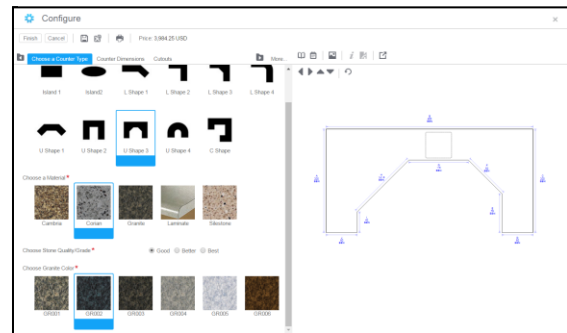 Configure
Finish Cancel Price: 3,984.25 USD
Choose a Counter Type Counter Dimensions Cutouts More...
Island 1 Island2 L Shape 1 L Shape 2 L Shape 3 L Shape 4
U Shape 1 U Shape 2 U Shape 3 U Shape 4 C Shape
Choose a Material *
Cambria Corian Granite Laminate Silestone
Choose Stone Quality/Grade * Good Better Best
Choose Granite Color *
GR001 GR002 GR003 GR004 GR005 GR006